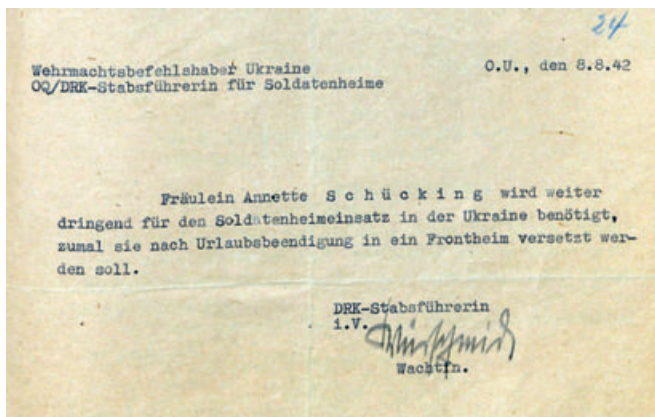 24
Wehrmachtsbefehlshaber Ukraine O.U., den 8.8.42
OQ/DRK-Stabsführerin für Soldatenheime
Fräulein Annette S c h ü c k i n g wird weiter
dringend für den Soldatenheimeinsatz in der Ukraine benötigt,
zumal sie nach Urlaubsbeendigung in ein Frontheim versetzt wer-
den soll.
DRK-Stabsführerin
i.V.
Wachtfn.